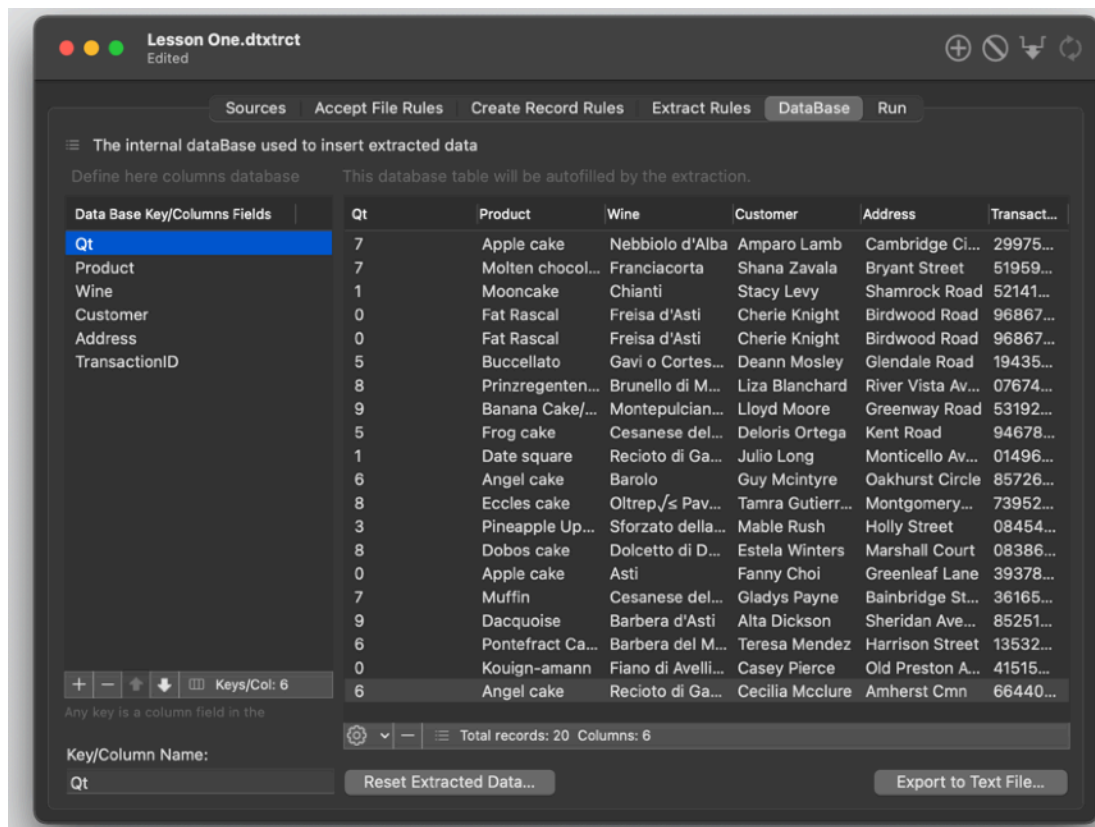 Lesson One.dtxtrct
Edited
Sources Accept File Rules Create Record Rules Extract Rules DataBase Run
The internal dataBase used to insert extracted data
Define here columns database This database table will be autofilled by the extraction.
Data Base Key/Columns Fields Qt Product Wine Customer Address Transact...
Qt 7 Apple cake Nebbiolo d'Alba Amparo Lamb Cambridge Ci... 29975...
Product 7 Molten chocol... Franciacorta Shana Zavala Bryant Street 51959...
Wine 1 Mooncake Chianti Stacy Levy Shamrock Road 52141...
Customer 0 Fat Rascal Freisa d'Asti Cherie Knight Birdwood Road 96867...
Address 0 Fat Rascal Freisa d'Asti Cherie Knight Birdwood Road 96867...
TransactionID 5 Buccellato Gavi o Cortes... Deann Mosley Glendale Road 19435...
8 Prinzregenten... Brunello di M... Liza Blanchard River Vista Av... 07674...
9 Banana Cake/... Montepulcian... Lloyd Moore Greenway Road 53192...
5 Frog cake Cesanese del... Deloris Ortega Kent Road 94678...
1 Date square Recioto di Ga... Julio Long Monticello Av... 01496...
6 Angel cake Barolo Guy Mcintyre Oakhurst Circle 85726...
8 Eccles cake Oltrep√≤ Pav... Tamra Gutierr... Montgomery... 73952...
3 Pineapple Up... Sforzato della... Mable Rush Holly Street 08454...
8 Dobos cake Dolcetto di D... Estela Winters Marshall Court 08386...
0 Apple cake Asti Fanny Choi Greenleaf Lane 39378...
7 Muffin Cesanese del... Gladys Payne Bainbridge St... 36165...
9 Dacquoise Barbera d'Asti Alta Dickson Sheridan Ave... 85251...
6 Pontefract Ca... Barbera del M... Teresa Mendez Harrison Street 13532...
0 Kouign-amann Fiano di Avelli... Casey Pierce Old Preston A... 41515...
6 Angel cake Recioto di Ga... Cecilia Mcclure Amherst Cmn 66440...
Keys/Col: 6
Any key is a column field in the
Total records: 20 Columns: 6
Key/Column Name:
Qt
Reset Extracted Data... Export to Text File...